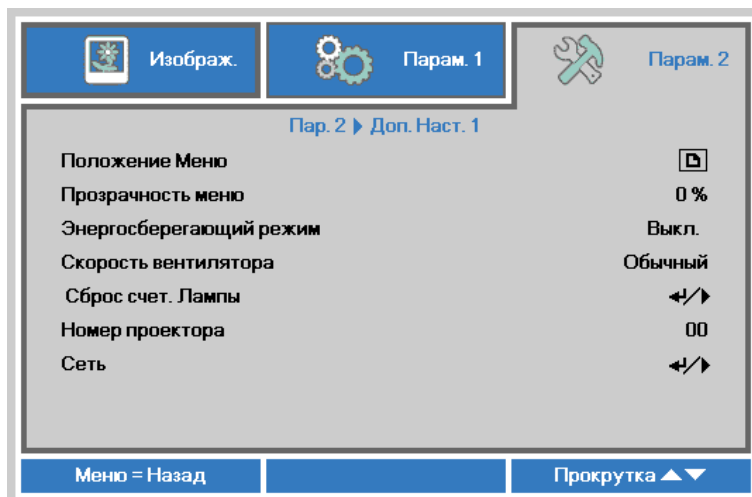 Изображ. Парам. 1 Парам. 2
Пар. 2 Доп. Наст. 1
Положение Меню
Прозрачность меню 0 %
Энергосберегающий режим Выкл.
Скорость вентилятора Обычный
Сброс счет. Лампы
Номер проектора 00
Сеть
Меню = Назад Прокрутка